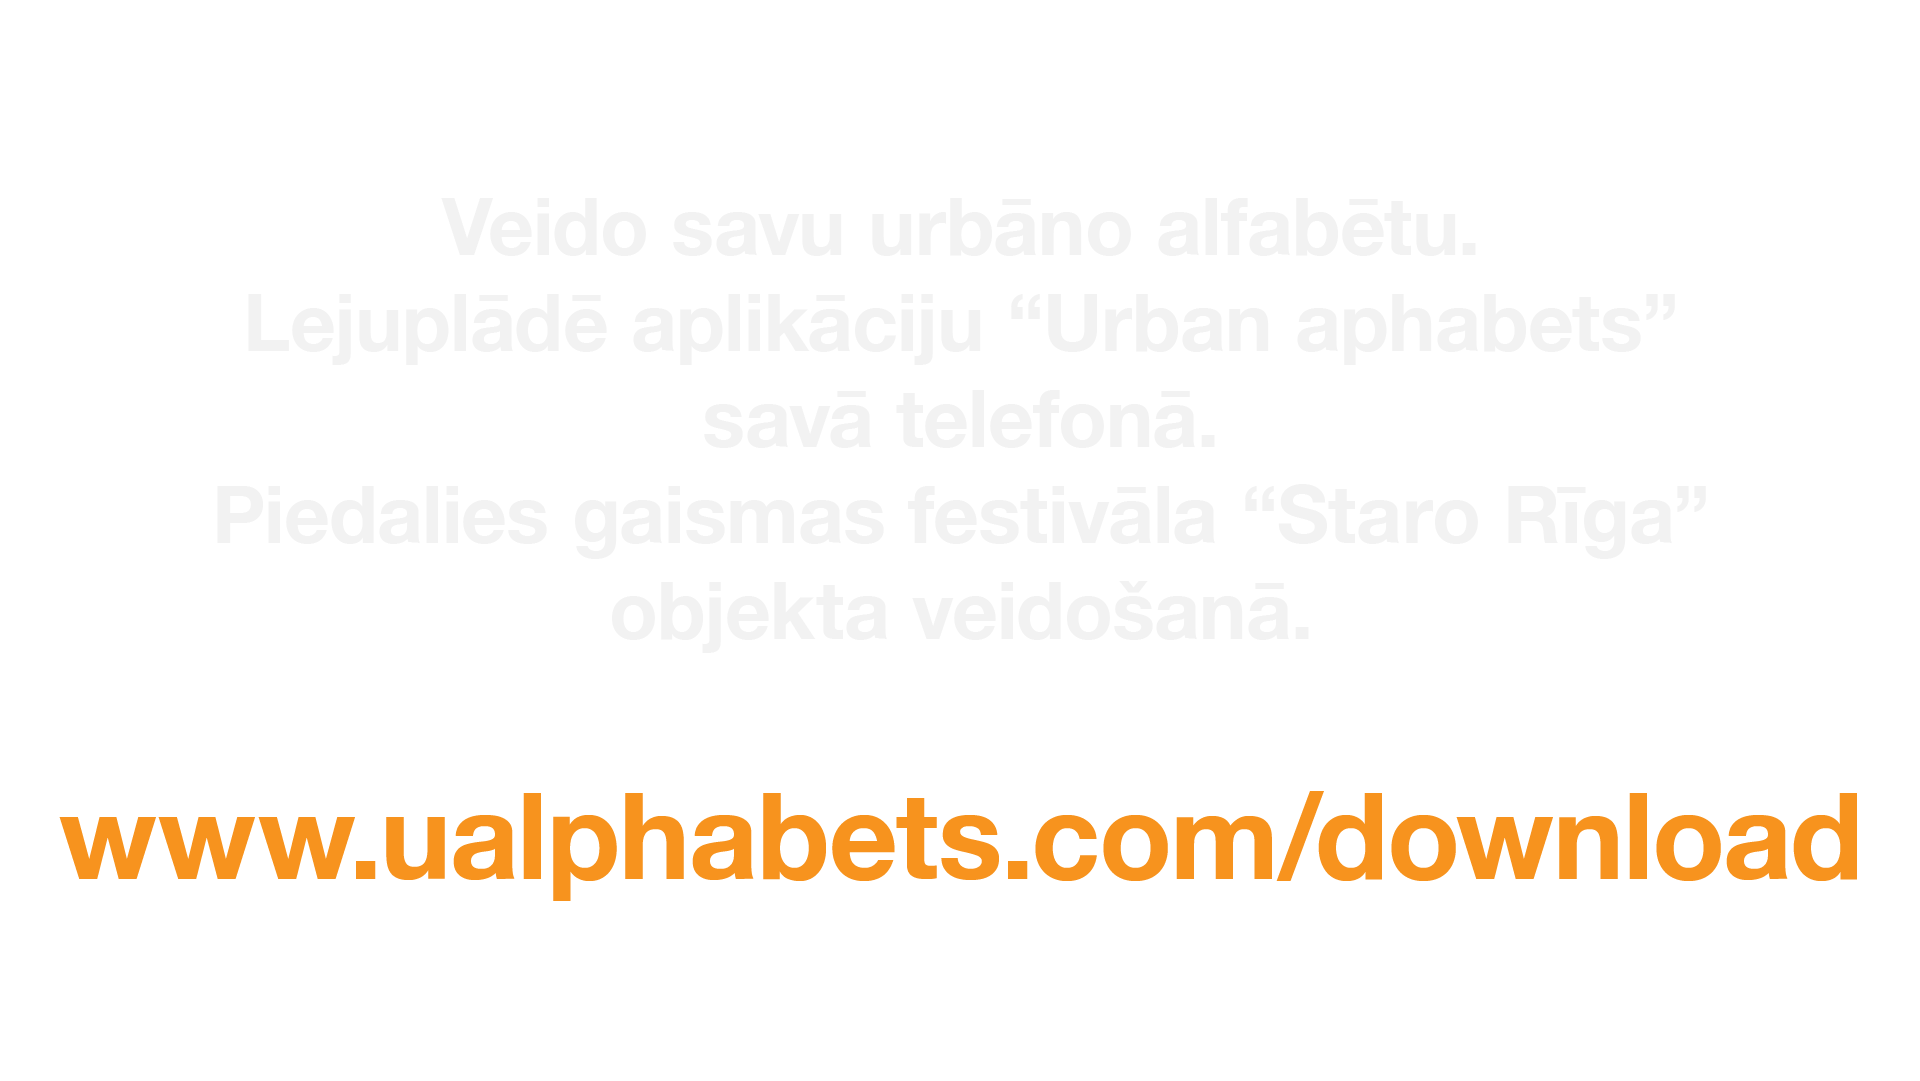 Veido savu urbāno alfabētu.
Lejuplādē aplikāciju “Urban aphabets”
savā telefonā.
Piedalies gaismas festivāla “Staro Rīga”
objekta veidošanā.
www.ualphabets.com/download